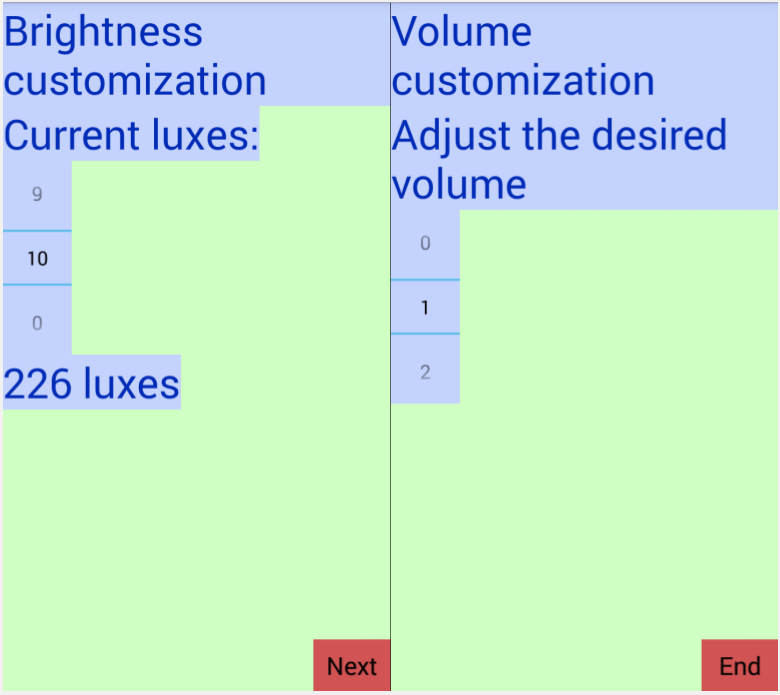 Brightness
customization
Current luxes:
9
10
0
226 luxes
Next
Volume
customization
Adjust the desired
volume
0
1
2
End